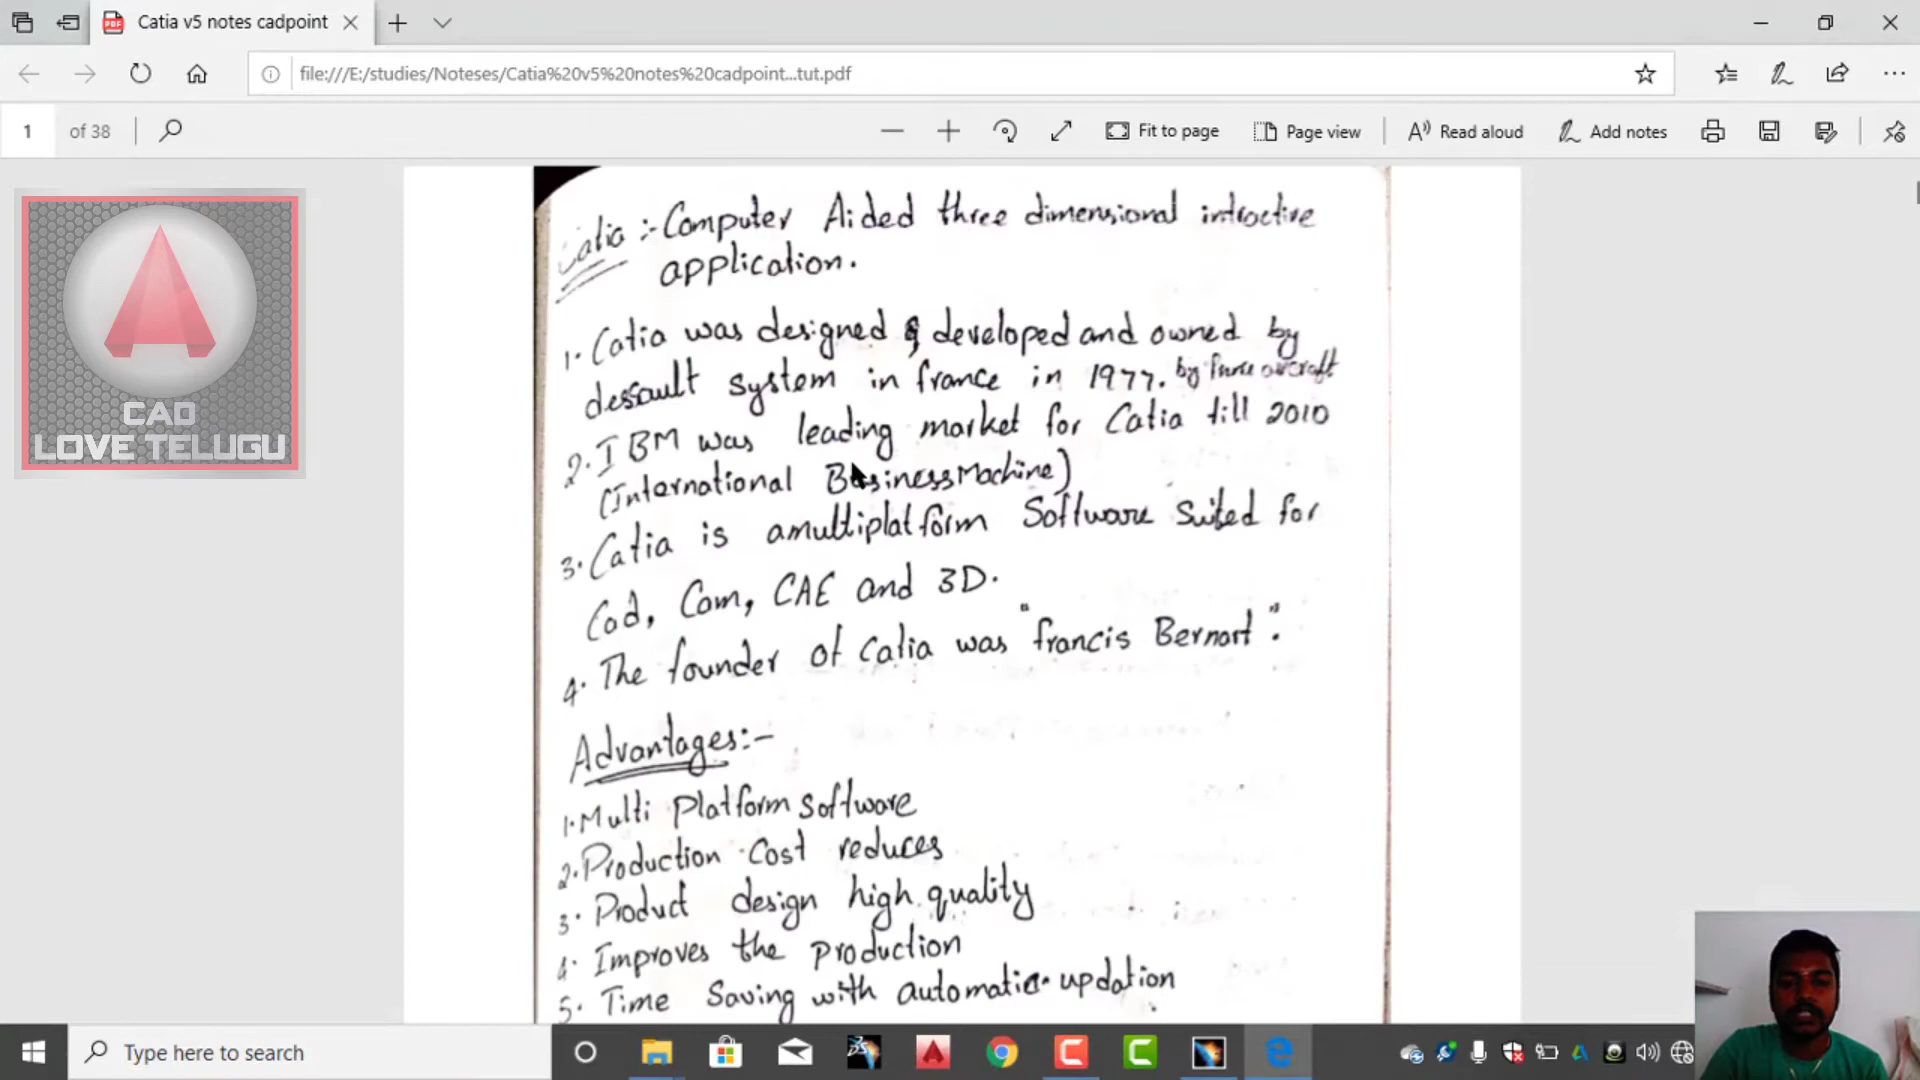 Catia v5 notes cadpoint
file:///E:/studies/Noteses/Catia%20v5%20notes%20cadpoint...tut.pdf
1 of 38
Fit to page
Page view
Read aloud
Add notes
CAD
LOVE TELUGU
Catia :- Computer Aided three dimensional intractive
application.
1. Catia was designed & developed and owned by
dessault system in france in 1977. by
2. IBM was leading market for Catia till 2010
(International Business Machine)
3. Catia is amultiplatform Software Suited for
Cad, Cam, CAE and 3D.
4. The founder of Catia was "francis Bernart".
Advantages:-
1. Multi Platform software
2. Production Cost reduces
3. Product design high quality
4. Improves the production
5. Time Saving with automatic updation
Type here to search